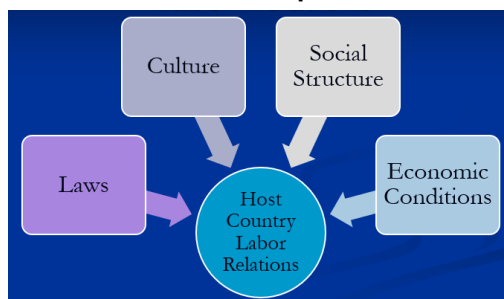 Culture
Social
Structure
Laws
Economic
Conditions
Host
Country
Labor
Relations